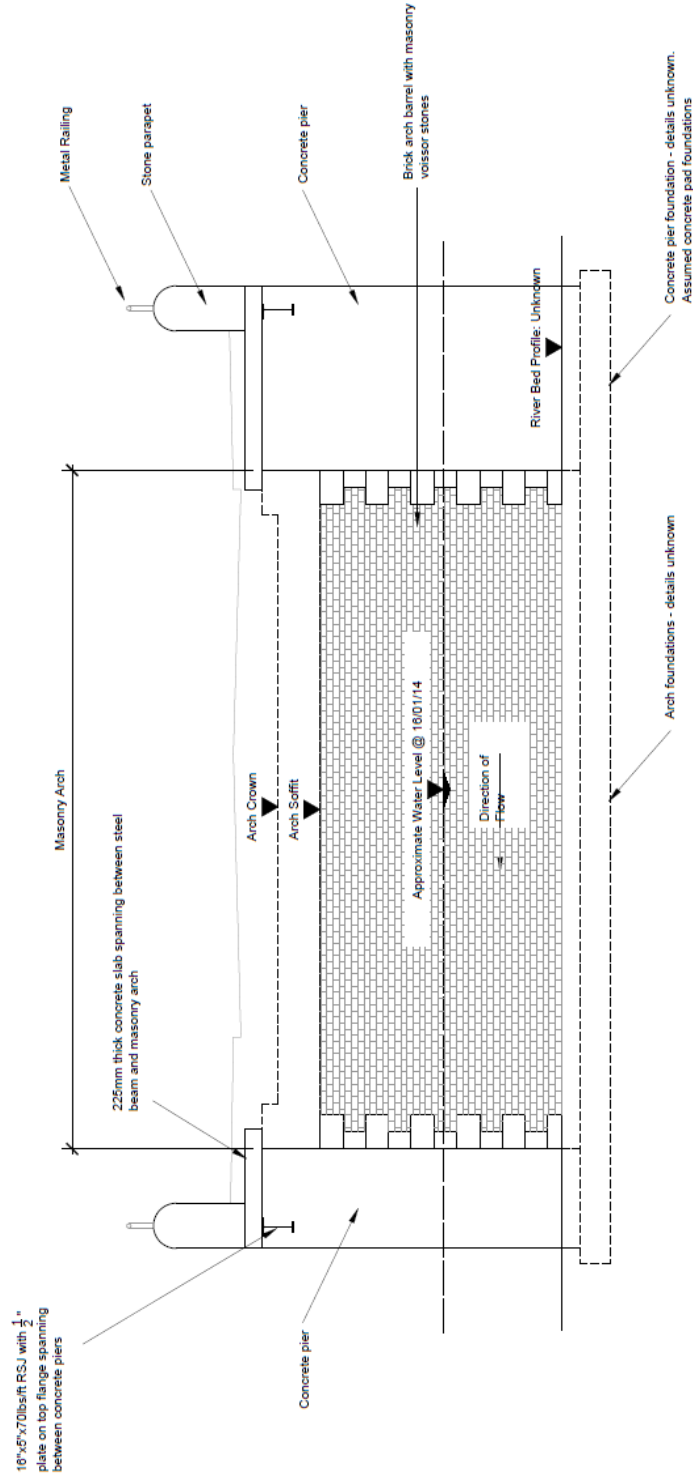 16"x6"x70lbs/ft RSJ with 1/2"
plate on top flange spanning
between concrete piers
225mm thick concrete slab spanning between steel
beam and masonry arch
Masonry Arch
Metal Railing
Stone parapet
Concrete pier
Arch Crown
Arch Soffit
Brick arch barrel with masonry
voissor stones
Approximate Water Level @ 16/01/14
Direction of
Flow
Concrete pier
River Bed Profile: Unknown
Arch foundations - details unknown
Concrete pier foundation - details unknown.
Assumed concrete pad foundations